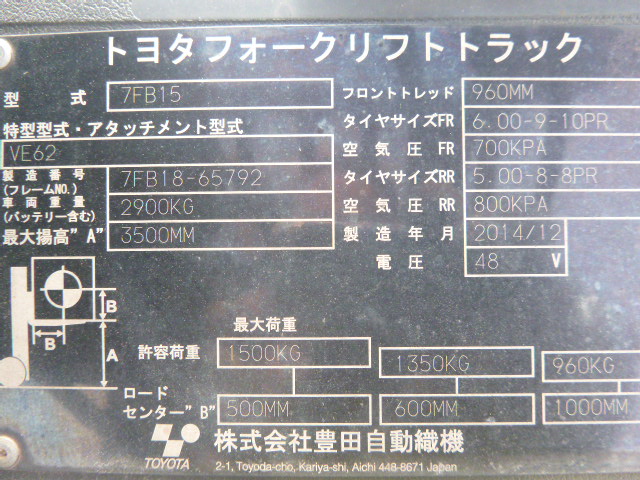 トヨタフォークリフトトラック
型 式 7FB15 フロントトレッド 960MM
特型型式・アタッチメント型式 タイヤサイズFR 6.00-9-10PR
VE62 空気圧 FR 700KPA
製造番号 (フレームNO.) 7FB18-65792 タイヤサイズRR 5.00-8-8PR
車両重量 (バッテリー含む) 2900KG 空気圧 RR 800KPA
最大揚高"A" 3500MM 製造年月 2014/12
電圧 48 V
B
B
A
最大荷重
許容荷重 1500KG 1350KG 960KG
ロードセンター"B" 500MM 600MM 1000MM
TOYOTA 株式会社豊田自動織機
2-1, Toyoda-cho, Kariya-shi, Aichi 448-8671 Japan